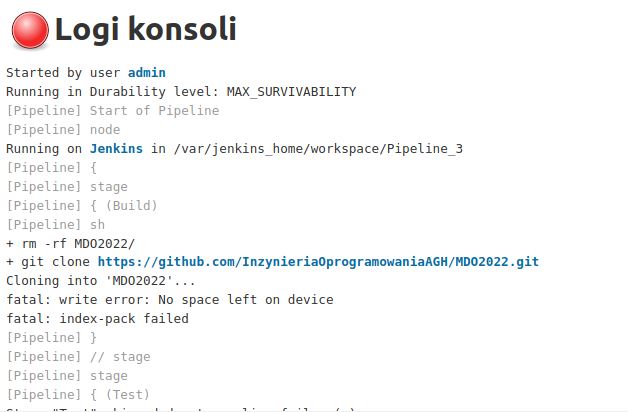 Logi konsoli
Started by user admin
Running in Durability level: MAX_SURVIVABILITY
[Pipeline] Start of Pipeline
[Pipeline] node
Running on Jenkins in /var/jenkins_home/workspace/Pipeline_3
[Pipeline] {
[Pipeline] stage
[Pipeline] { (Build)
[Pipeline] sh
+ rm -rf MDO2022/
+ git clone https://github.com/InzynieriaOprogramowaniaAGH/MDO2022.git
Cloning into 'MDO2022'...
fatal: write error: No space left on device
fatal: index-pack failed
[Pipeline] }
[Pipeline] // stage
[Pipeline] stage
[Pipeline] { (Test)